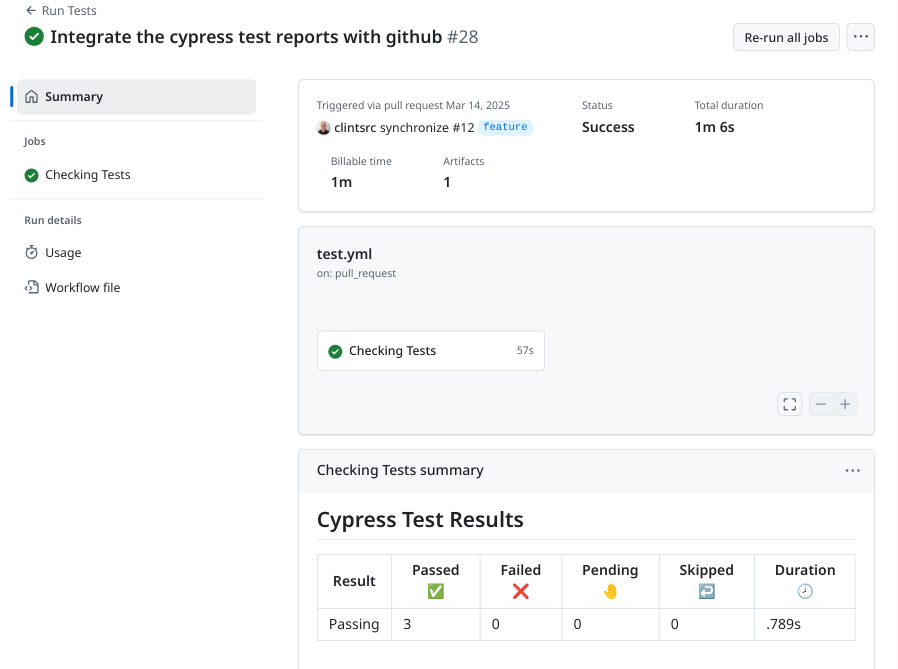 Run Tests
Integrate the cypress test reports with github #28
Re-run all jobs
Summary
Jobs
Checking Tests
Run details
Usage
Workflow file
Triggered via pull request Mar 14, 2025
clintsrc synchronize #12 feature
Status
Success
Total duration
1m 6s
Billable time
1m
Artifacts
1
test.yml
on: pull_request
Checking Tests 57s
Checking Tests summary
Cypress Test Results
Result Passed ✅ Failed ❌ Pending 🤚 Skipped ↩️ Duration 🕗
Passing 3 0 0 0 .789s